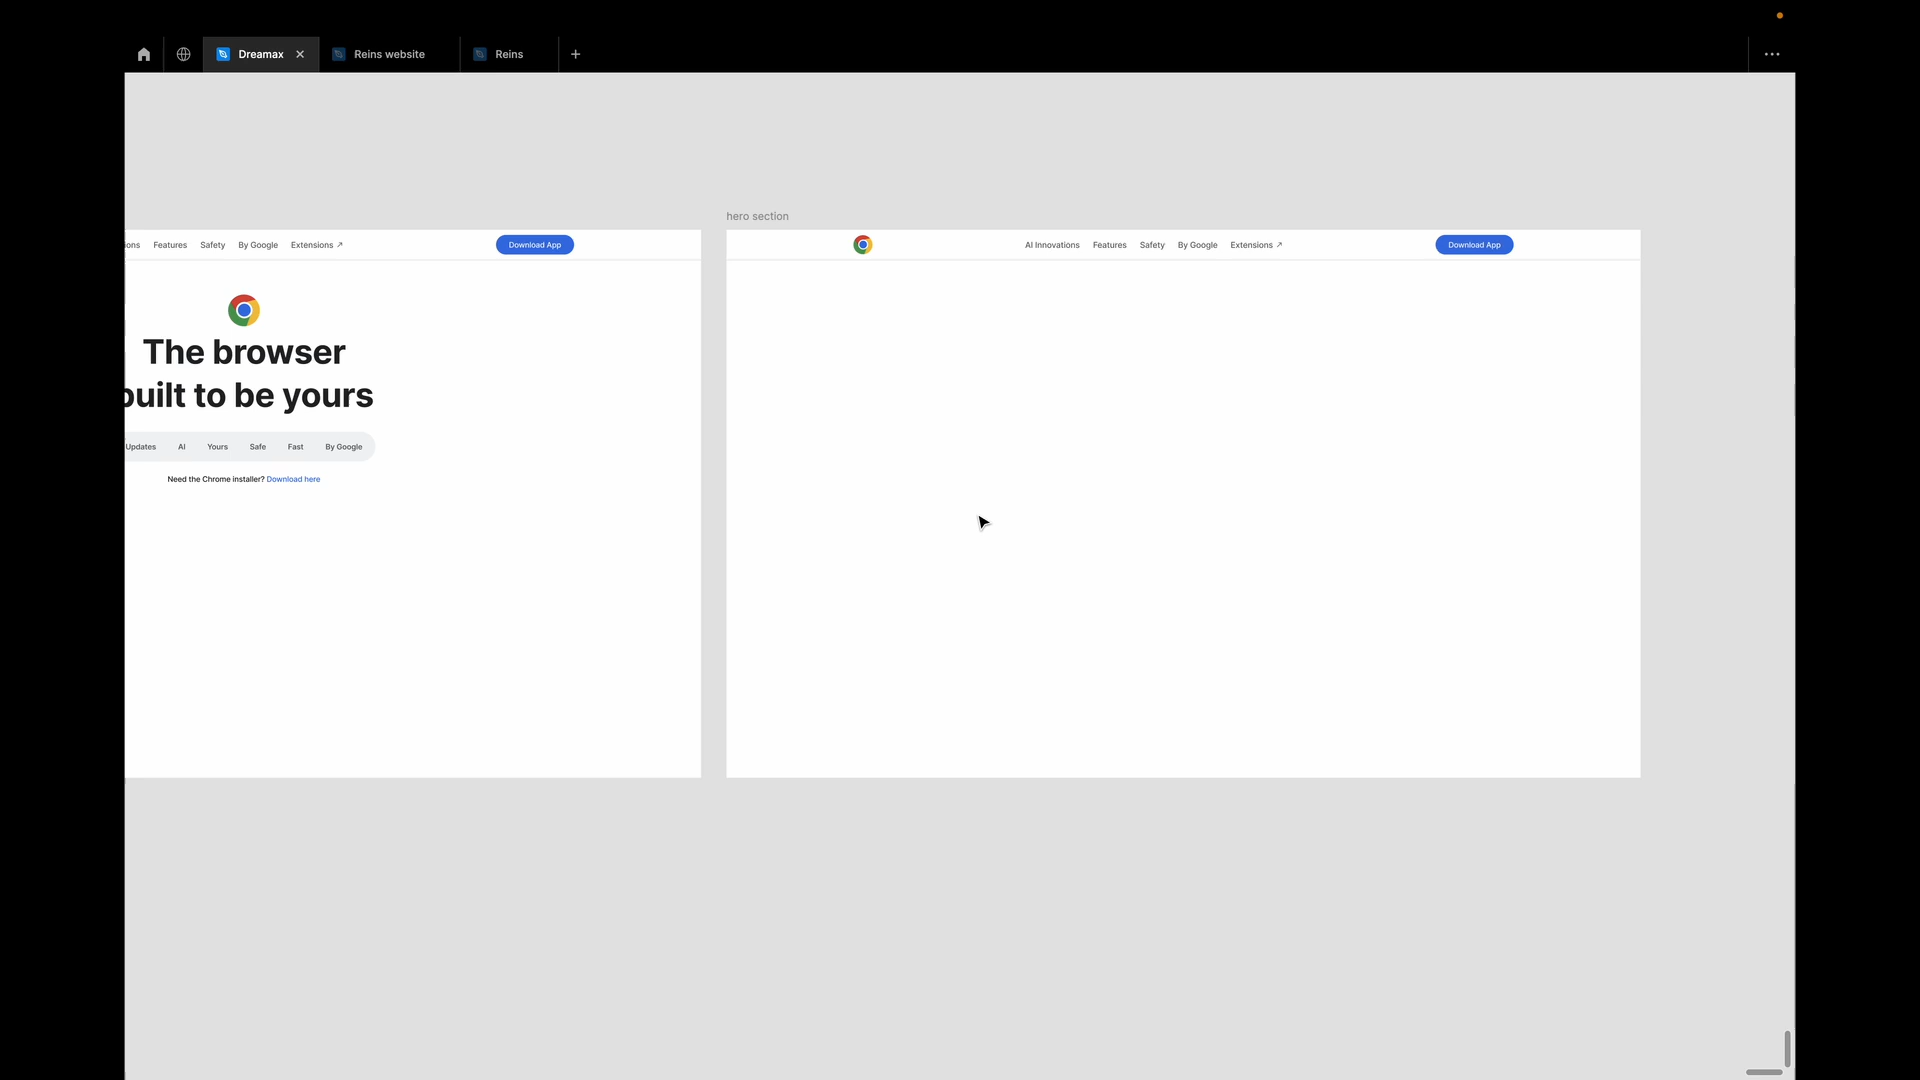 Dreamax
Reins website
Reins
hero section
ions Features Safety By Google Extensions ↗ Download App
AI Innovations Features Safety By Google Extensions ↗ Download App
The browser
built to be yours
Updates AI Yours Safe Fast By Google
Need the Chrome installer? Download here